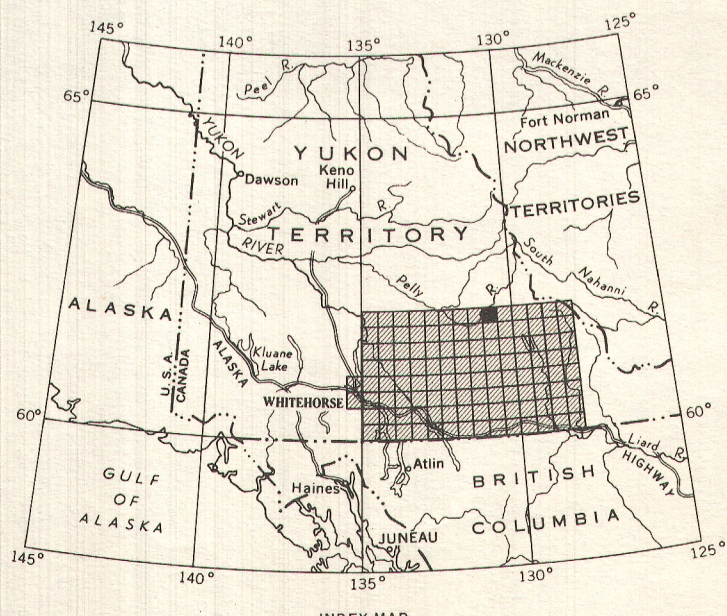 145°
140°
135°
130°
125°
Peel R.
Mackenzie R.
65°
65°
Fort Norman
YUKON
YUKON
NORTHWEST
Keno
Hill
Dawson
TERRITORIES
Stewart R.
TERRITORY
RIVER
South Nahanni R.
Pelly R.
ALASKA
ALASKA
Kluane
Lake
U.S.A.
CANADA
WHITEHORSE
60°
60°
Liard R.
HIGHWAY
Atlin
BRITISH
COLUMBIA
GULF
OF
ALASKA
Haines
JUNEAU
145°
140°
135°
130°
125°
INDEX MAP